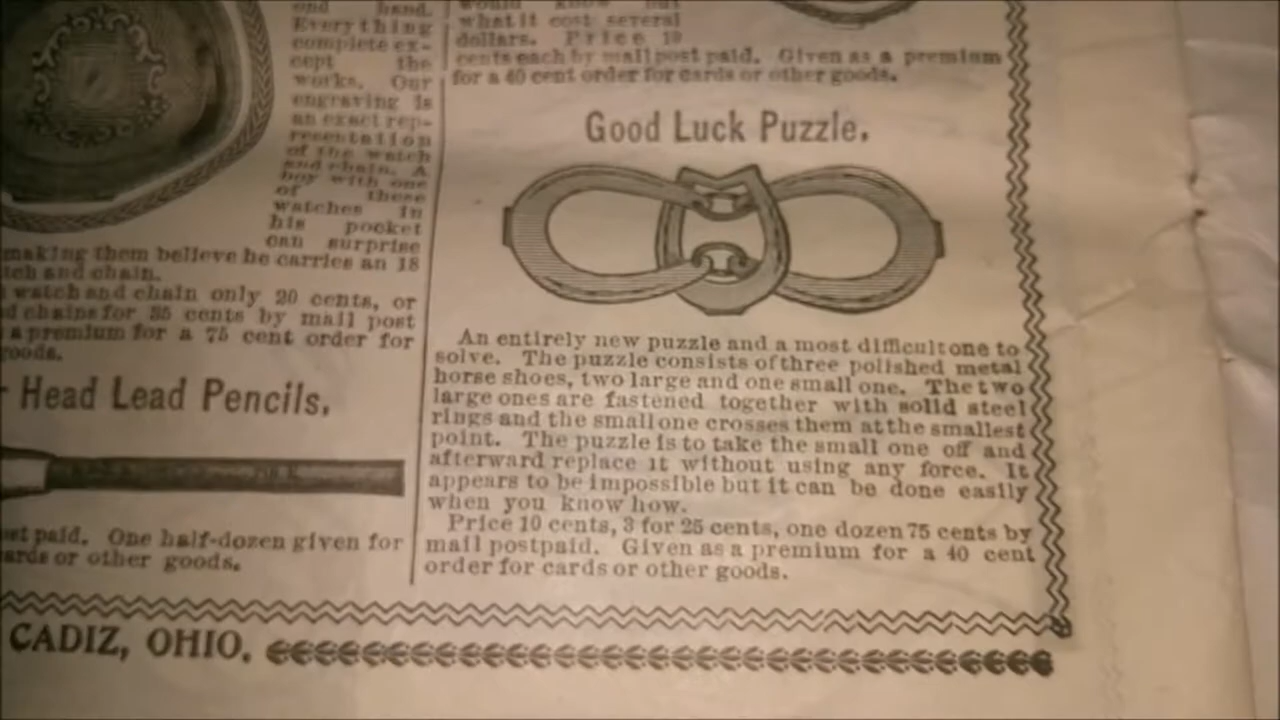 and hand.
Everything
complete ex-
cept the
works. Our
engraving is
an exact rep-
resentation
of the watch
and chain. A
boy with one
of these
watches in
his pocket
can surprise
making them believe he carries an 18
tch and chain.
watch and chain only 20 cents, or
d chains for 35 cents by mail post
a premium for a 75 cent order for
goods.
Head Lead Pencils.
ost paid. One half-dozen given for
cards or other goods.
would know but
what it cost several
dollars. Price 19
cents each by mail post paid. Given as a premium
for a 40 cent order for cards or other goods.
Good Luck Puzzle.
An entirely new puzzle and a most difficult one to
solve. The puzzle consists of three polished metal
horse shoes, two large and one small one. The two
large ones are fastened together with solid steel
rings and the small one crosses them at the smallest
point. The puzzle is to take the small one off and
afterward replace it without using any force. It
appears to be impossible but it can be done easily
when you know how.
Price 10 cents, 3 for 25 cents, one dozen 75 cents by
mail postpaid. Given as a premium for a 40 cent
order for cards or other goods.
CADIZ, OHIO.